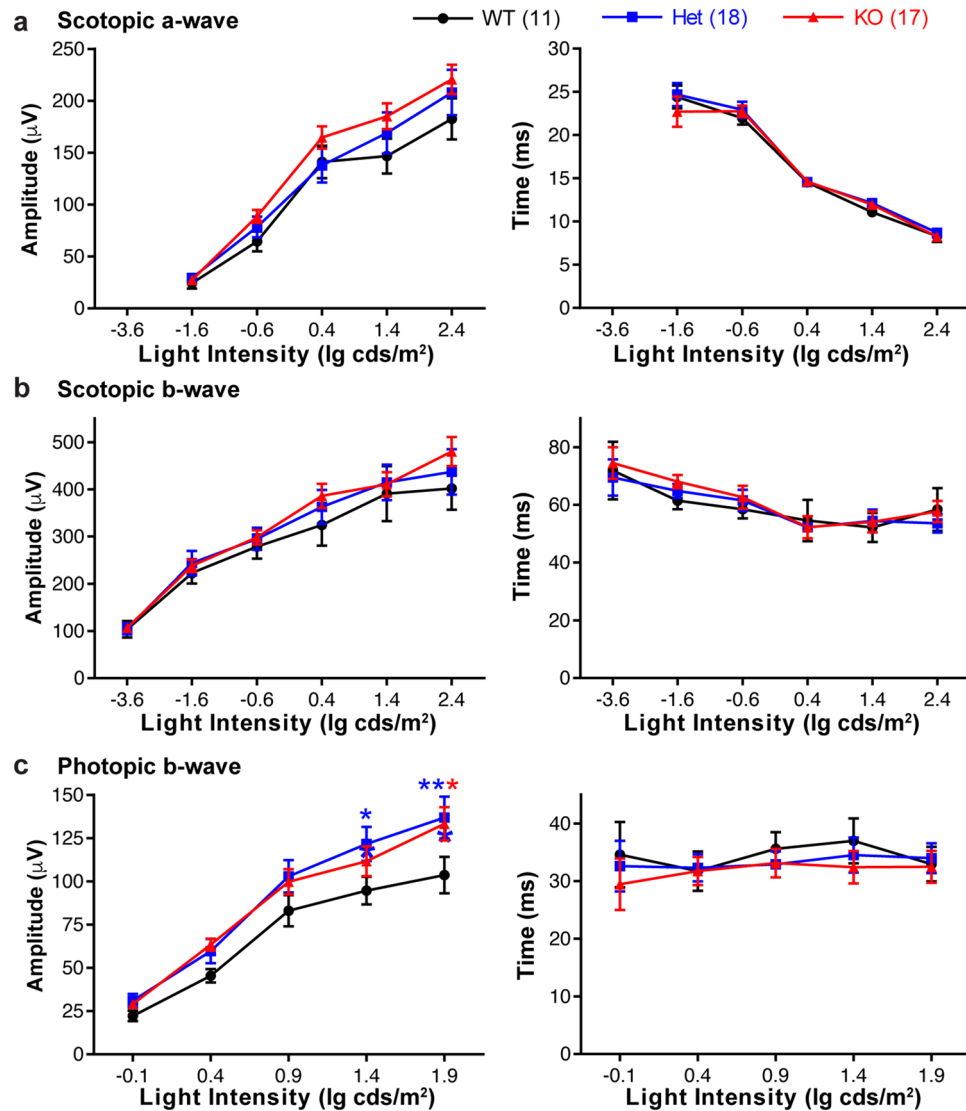 a Scotopic a-wave
WT (11) Het (18) KO (17)
250
200
150
100
50
0
Amplitude (μV)
-3.6 -1.6 -0.6 0.4 1.4 2.4
Light Intensity (lg cds/m²)
30
25
20
15
10
5
0
Time (ms)
-3.6 -1.6 -0.6 0.4 1.4 2.4
Light Intensity (lg cds/m²)
b Scotopic b-wave
500
400
300
200
100
0
Amplitude (μV)
-3.6 -1.6 -0.6 0.4 1.4 2.4
Light Intensity (lg cds/m²)
80
60
40
20
0
Time (ms)
-3.6 -1.6 -0.6 0.4 1.4 2.4
Light Intensity (lg cds/m²)
c Photopic b-wave
* ***
150
125
100
75
50
25
0
Amplitude (μV)
-0.1 0.4 0.9 1.4 1.9
Light Intensity (lg cds/m²)
40
30
20
10
0
Time (ms)
-0.1 0.4 0.9 1.4 1.9
Light Intensity (lg cds/m²)